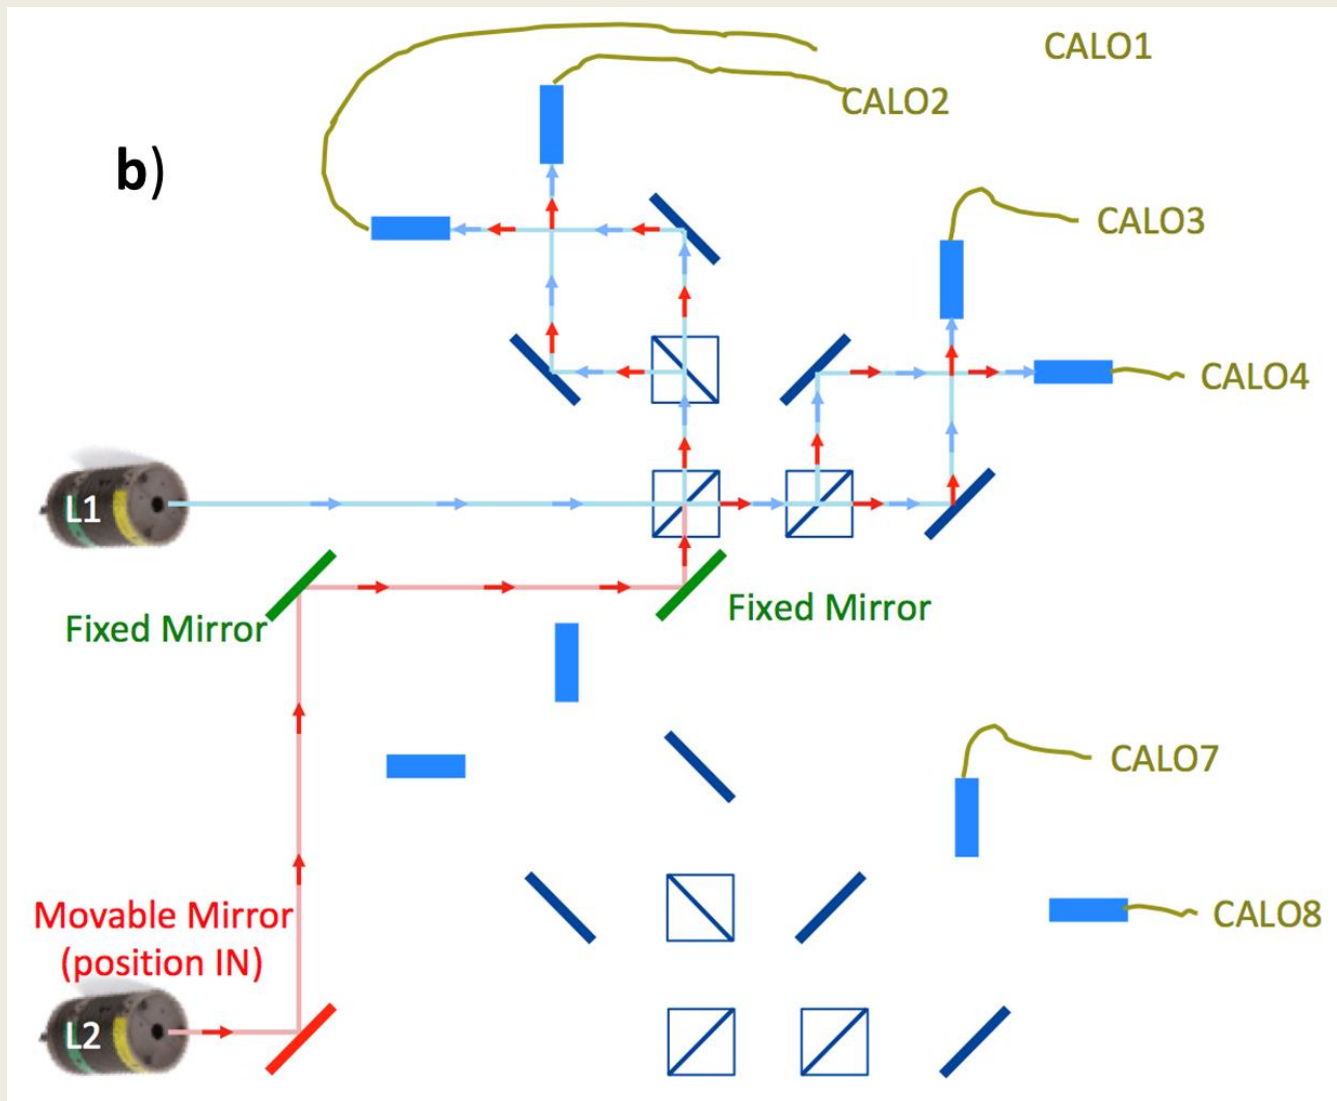 CALO1
CALO2
b)
CALO3
CALO4
L1
Fixed Mirror
Fixed Mirror
CALO7
CALO8
Movable Mirror
(position IN)
L2